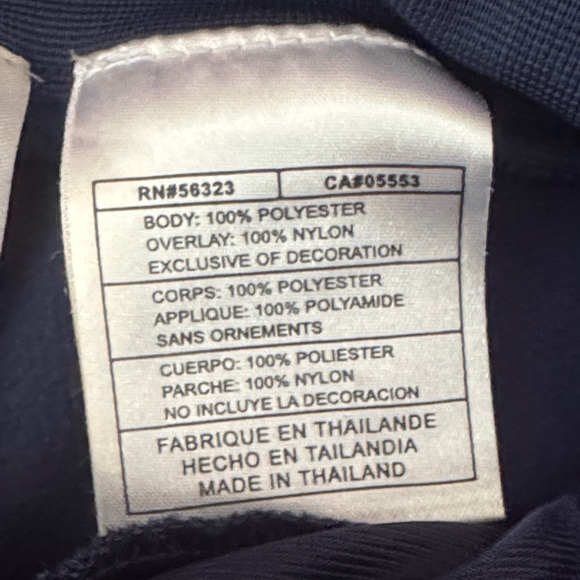 RN#56323 CA#05553
BODY: 100% POLYESTER
OVERLAY: 100% NYLON
EXCLUSIVE OF DECORATION
CORPS: 100% POLYESTER
APPLIQUE: 100% POLYAMIDE
SANS ORNEMENTS
CUERPO: 100% POLIESTER
PARCHE: 100% NYLON
NO INCLUYE LA DECORACION
FABRIQUE EN THAILANDE
HECHO EN TAILANDIA
MADE IN THAILAND